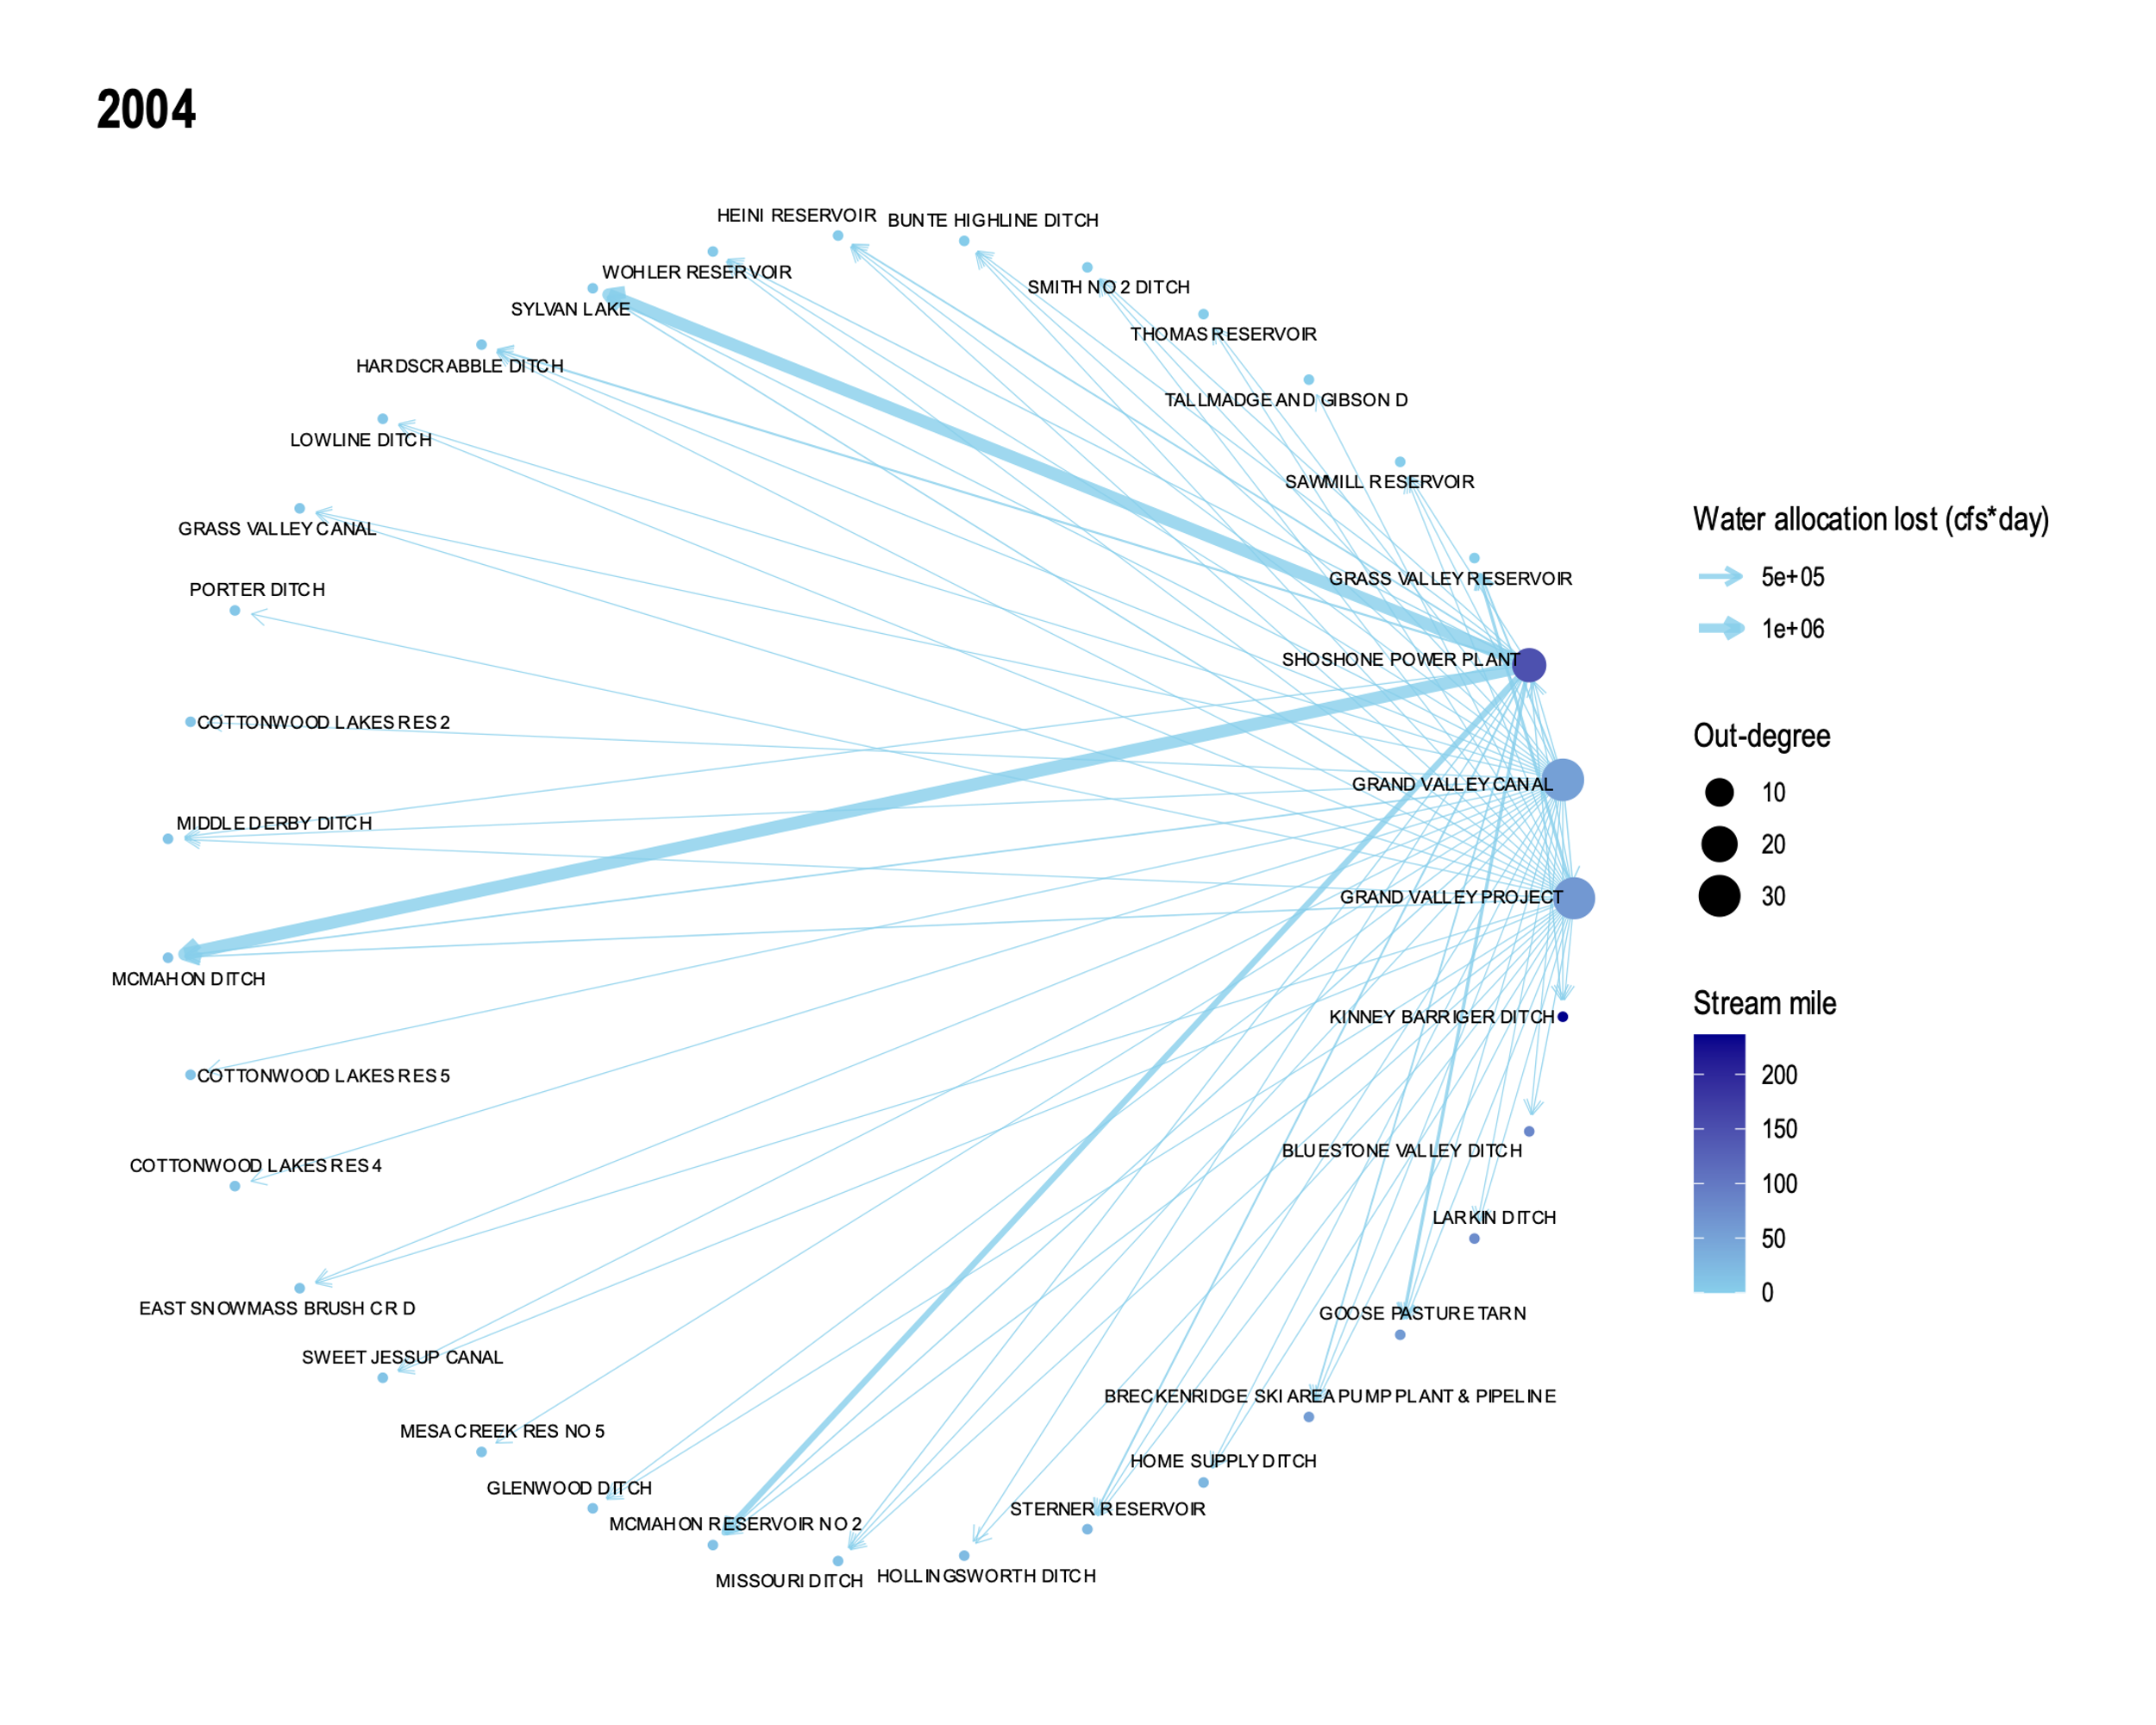 2004
HEINI RESERVOIR
BUNTE HIGHLINE DITCH
WOHLER RESERVOIR
SMITH NO 2 DITCH
SYLVAN LAKE
THOMAS RESERVOIR
HARDSCRABBLE DITCH
TALLMADGE AND GIBSON D
LOWLINE DITCH
SAWMILL RESERVOIR
GRASS VALLEY CANAL
GRASS VALLEY RESERVOIR
PORTER DITCH
SHOSHONE POWER PLANT
COTTONWOOD LAKES RES 2
GRAND VALLEY CANAL
MIDDLE DERBY DITCH
GRAND VALLEY PROJECT
MCMAHON DITCH
KINNEY BARRIGER DITCH
COTTONWOOD LAKES RES 5
BLUESTONE VALLEY DITCH
COTTONWOOD LAKES RES 4
LARKIN DITCH
EAST SNOWMASS BRUSH CR D
GOOSE PASTURE TARN
SWEET JESSUP CANAL
BRECKENRIDGE SKI AREA PUMP PLANT & PIPELINE
MESA CREEK RES NO 5
HOME SUPPLY DITCH
GLENWOOD DITCH
STERNER RESERVOIR
MCMAHON RESERVOIR NO 2
MISSOURI DITCH
HOLLINGSWORTH DITCH
Water allocation lost (cfs*day)
5e+05
1e+06
Out-degree
10
20
30
Stream mile
200
150
100
50
0